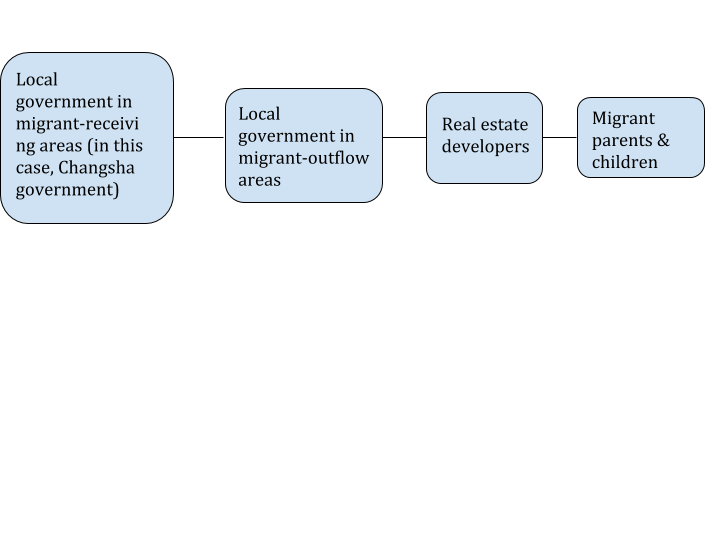 Local
government in
migrant-receivi
ng areas (in this
case, Changsha
government)
Local
government in
migrant-outflow
areas
Real estate
developers
Migrant
parents &
children